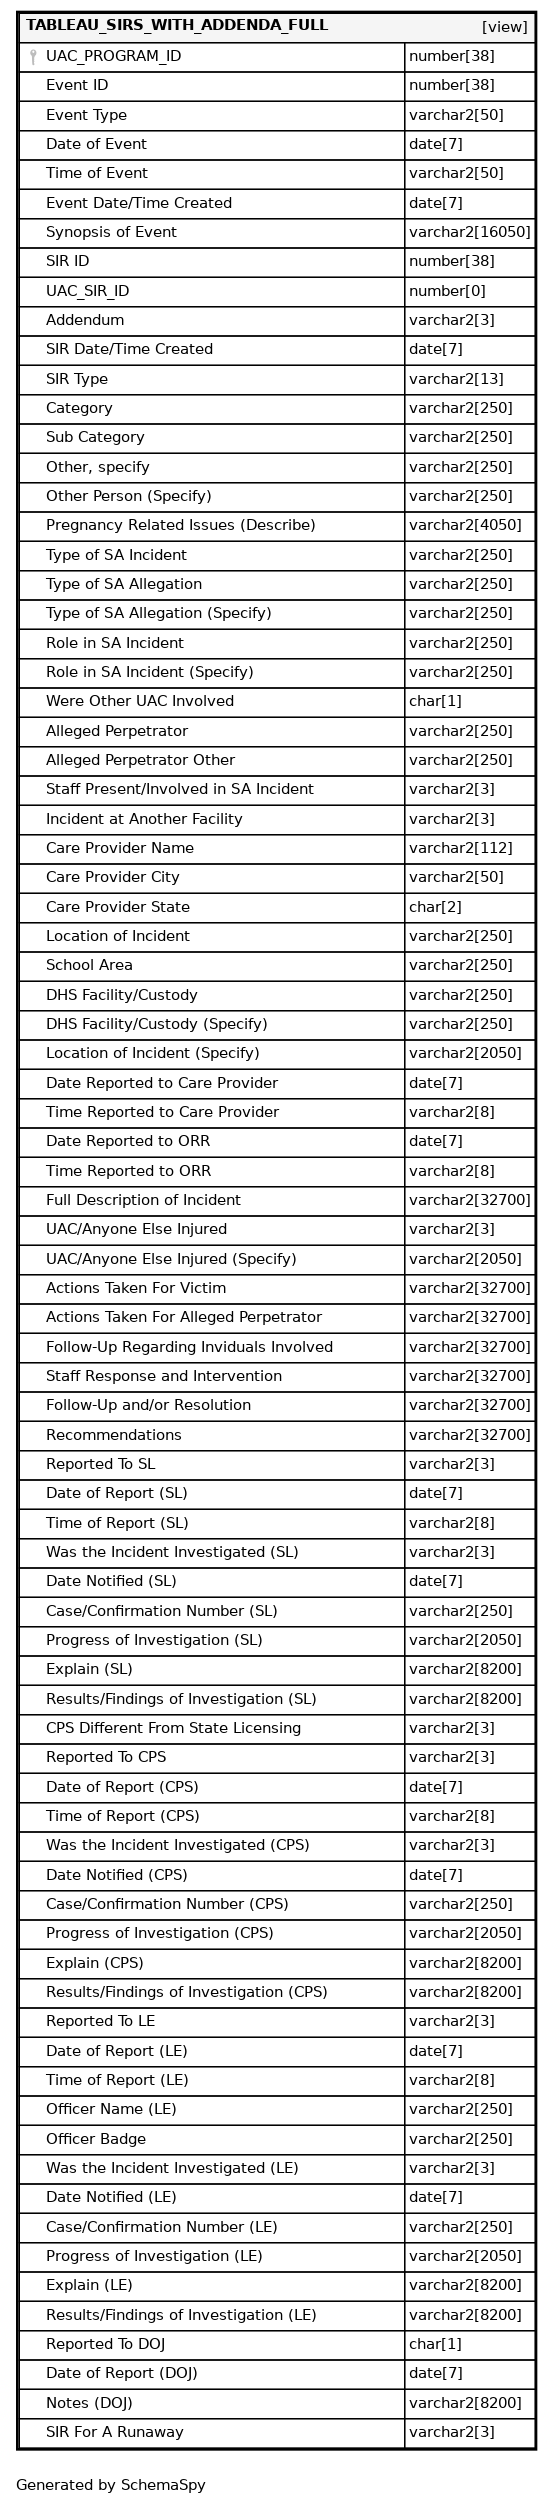 TABLEAU_SIRS_WITH_ADDENDA_FULL [view]
UAC_PROGRAM_ID number[38]
Event ID number[38]
Event Type varchar2[50]
Date of Event date[7]
Time of Event varchar2[50]
Event Date/Time Created date[7]
Synopsis of Event varchar2[16050]
SIR ID number[38]
UAC_SIR_ID number[0]
Addendum varchar2[3]
SIR Date/Time Created date[7]
SIR Type varchar2[13]
Category varchar2[250]
Sub Category varchar2[250]
Other, specify varchar2[250]
Other Person (Specify) varchar2[250]
Pregnancy Related Issues (Describe) varchar2[4050]
Type of SA Incident varchar2[250]
Type of SA Allegation varchar2[250]
Type of SA Allegation (Specify) varchar2[250]
Role in SA Incident varchar2[250]
Role in SA Incident (Specify) varchar2[250]
Were Other UAC Involved char[1]
Alleged Perpetrator varchar2[250]
Alleged Perpetrator Other varchar2[250]
Staff Present/Involved in SA Incident varchar2[3]
Incident at Another Facility varchar2[3]
Care Provider Name varchar2[112]
Care Provider City varchar2[50]
Care Provider State char[2]
Location of Incident varchar2[250]
School Area varchar2[250]
DHS Facility/Custody varchar2[250]
DHS Facility/Custody (Specify) varchar2[250]
Location of Incident (Specify) varchar2[2050]
Date Reported to Care Provider date[7]
Time Reported to Care Provider varchar2[8]
Date Reported to ORR date[7]
Time Reported to ORR varchar2[8]
Full Description of Incident varchar2[32700]
UAC/Anyone Else Injured varchar2[3]
UAC/Anyone Else Injured (Specify) varchar2[2050]
Actions Taken For Victim varchar2[32700]
Actions Taken For Alleged Perpetrator varchar2[32700]
Follow-Up Regarding Inviduals Involved varchar2[32700]
Staff Response and Intervention varchar2[32700]
Follow-Up and/or Resolution varchar2[32700]
Recommendations varchar2[32700]
Reported To SL varchar2[3]
Date of Report (SL) date[7]
Time of Report (SL) varchar2[8]
Was the Incident Investigated (SL) varchar2[3]
Date Notified (SL) date[7]
Case/Confirmation Number (SL) varchar2[250]
Progress of Investigation (SL) varchar2[2050]
Explain (SL) varchar2[8200]
Results/Findings of Investigation (SL) varchar2[8200]
CPS Different From State Licensing varchar2[3]
Reported To CPS varchar2[3]
Date of Report (CPS) date[7]
Time of Report (CPS) varchar2[8]
Was the Incident Investigated (CPS) varchar2[3]
Date Notified (CPS) date[7]
Case/Confirmation Number (CPS) varchar2[250]
Progress of Investigation (CPS) varchar2[2050]
Explain (CPS) varchar2[8200]
Results/Findings of Investigation (CPS) varchar2[8200]
Reported To LE varchar2[3]
Date of Report (LE) date[7]
Time of Report (LE) varchar2[8]
Officer Name (LE) varchar2[250]
Officer Badge varchar2[250]
Was the Incident Investigated (LE) varchar2[3]
Date Notified (LE) date[7]
Case/Confirmation Number (LE) varchar2[250]
Progress of Investigation (LE) varchar2[2050]
Explain (LE) varchar2[8200]
Results/Findings of Investigation (LE) varchar2[8200]
Reported To DOJ char[1]
Date of Report (DOJ) date[7]
Notes (DOJ) varchar2[8200]
SIR For A Runaway varchar2[3]
Generated by SchemaSpy